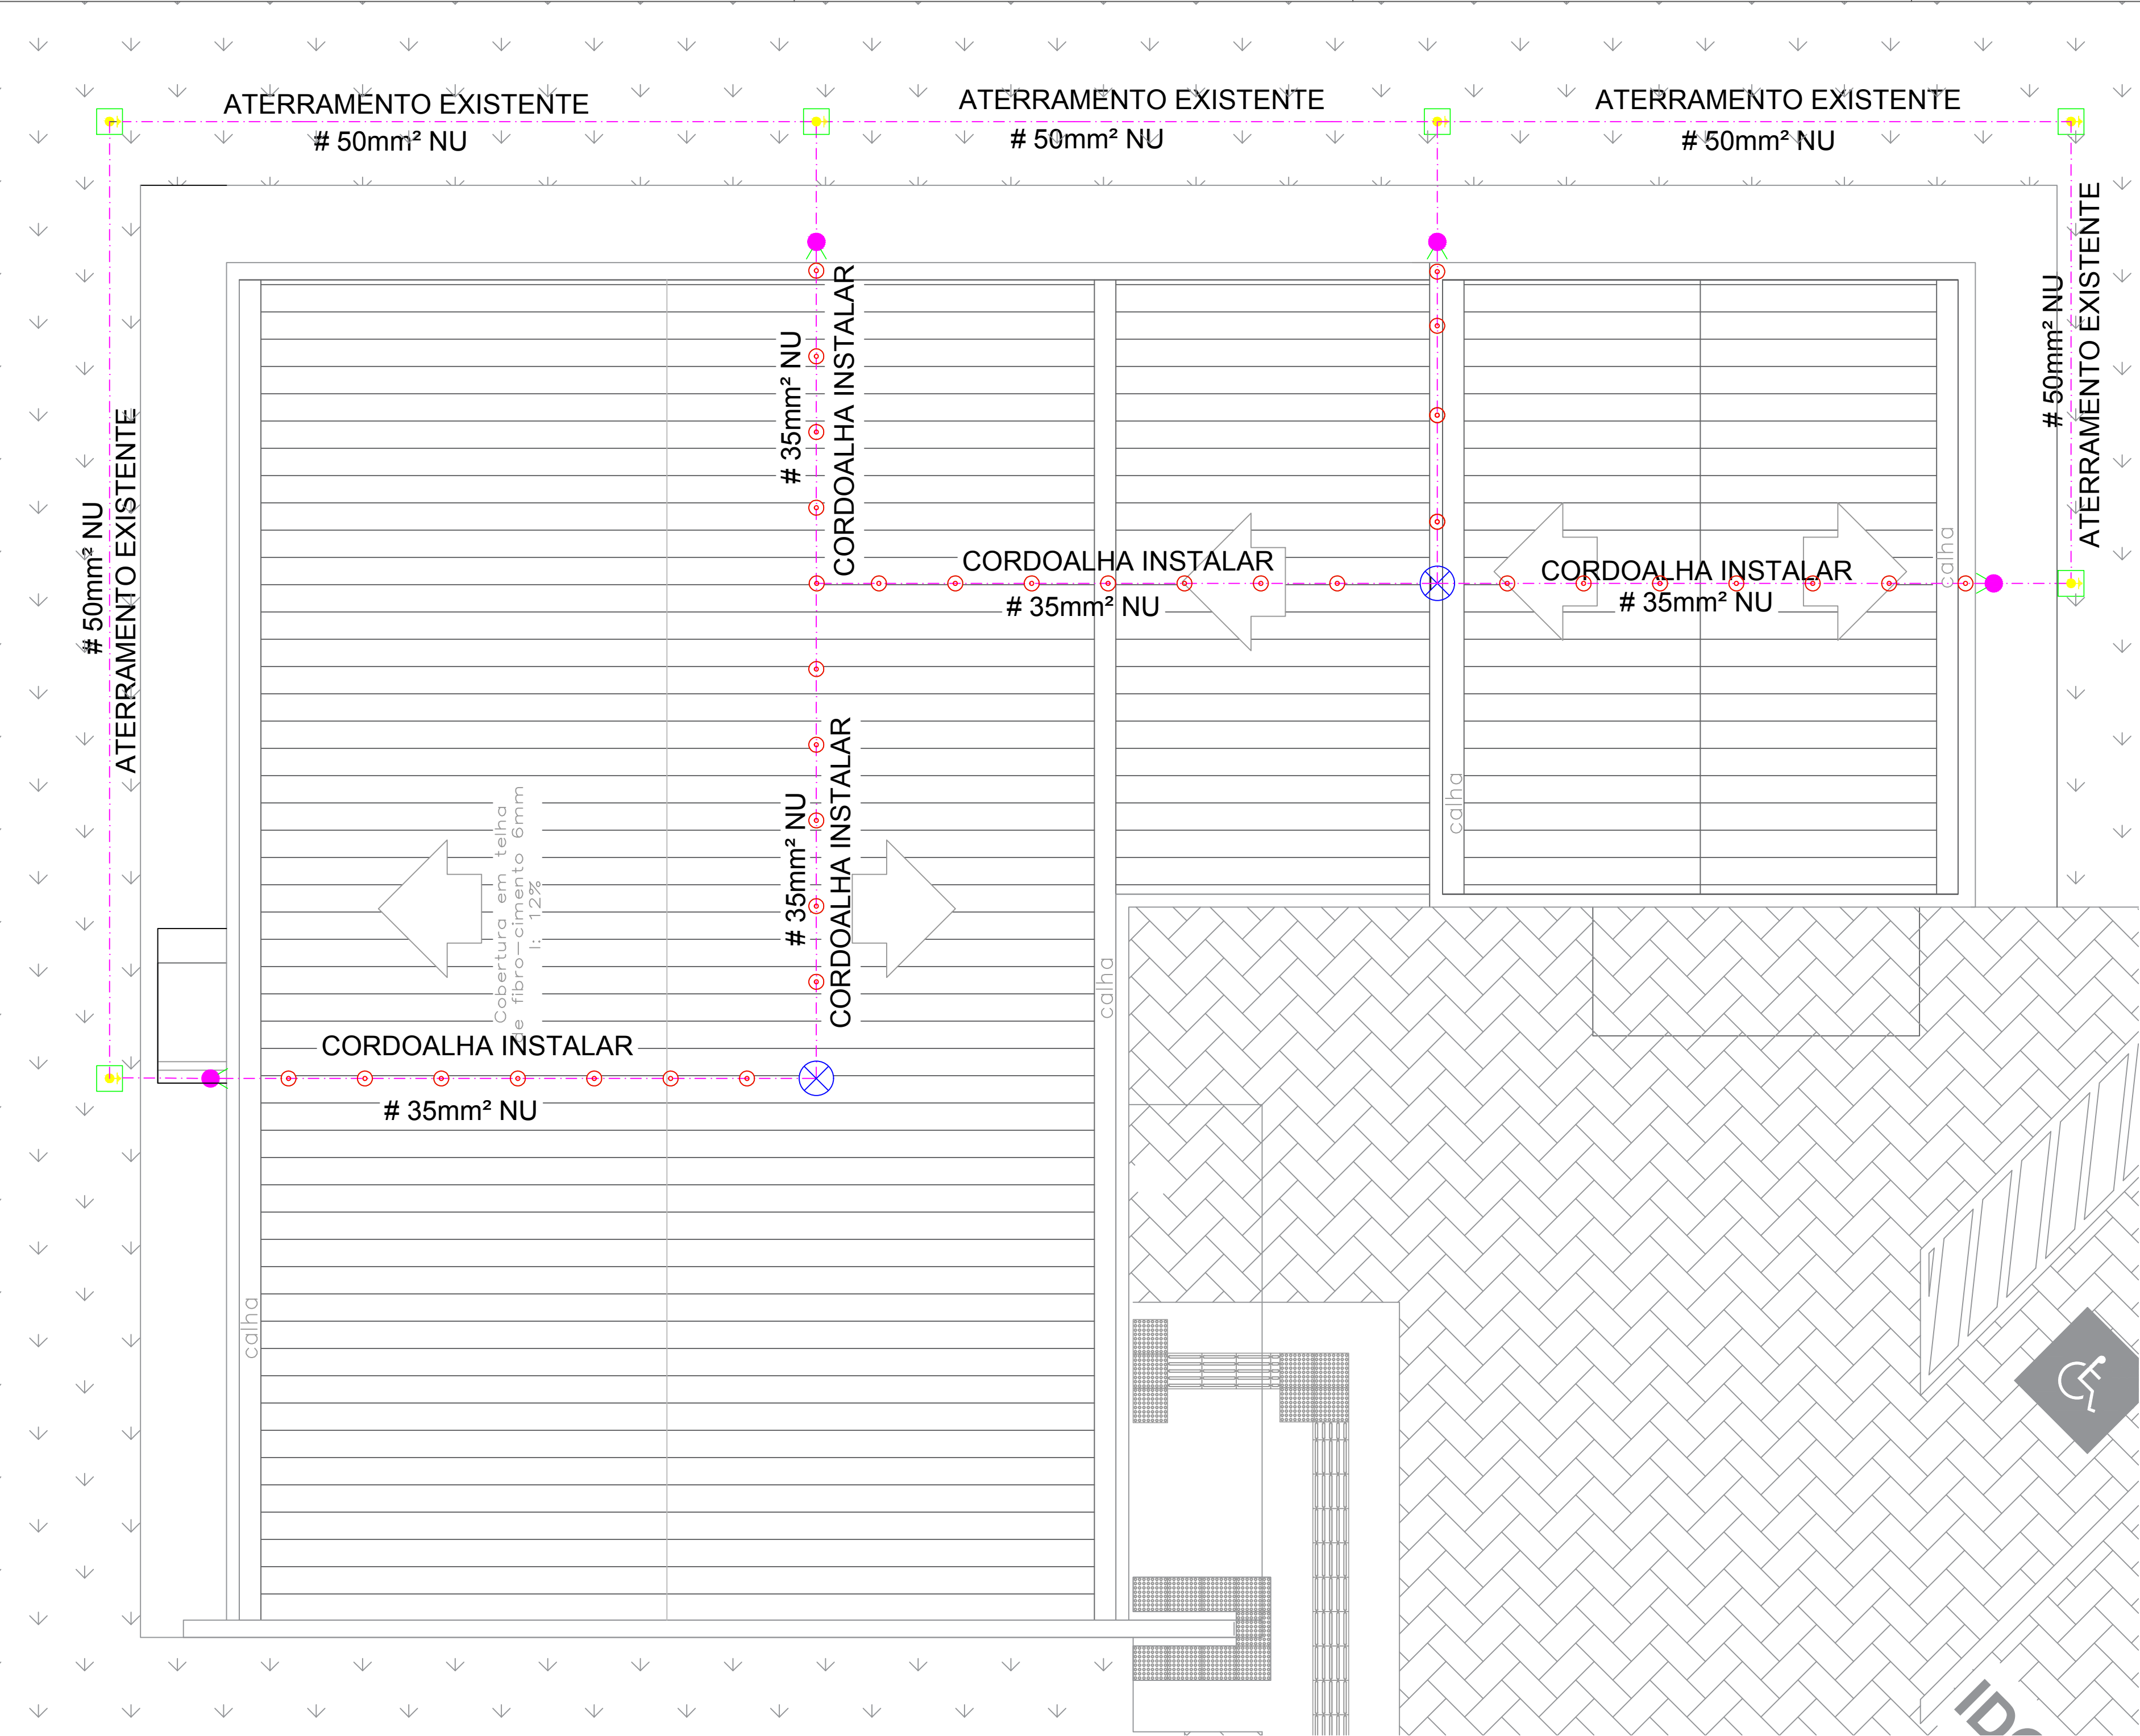 ATERRAMENTO EXISTENTE
# 50mm² NU
ATERRAMENTO EXISTENTE
# 50mm² NU
ATERRAMENTO EXISTENTE
# 50mm² NU
# 50mm² NU
ATERRAMENTO EXISTENTE
# 35mm² NU
CORDOALHA INSTALAR
# 50mm² NU
ATERRAMENTO EXISTENTE
CORDOALHA INSTALAR
# 35mm² NU
CORDOALHA INSTALAR
# 35mm² NU
calha
calha
# 35mm² NU
CORDOALHA INSTALAR
Cobertura em telha
de fibro-cimento 6mm
I: 12%
calha
CORDOALHA INSTALAR
# 35mm² NU
calha